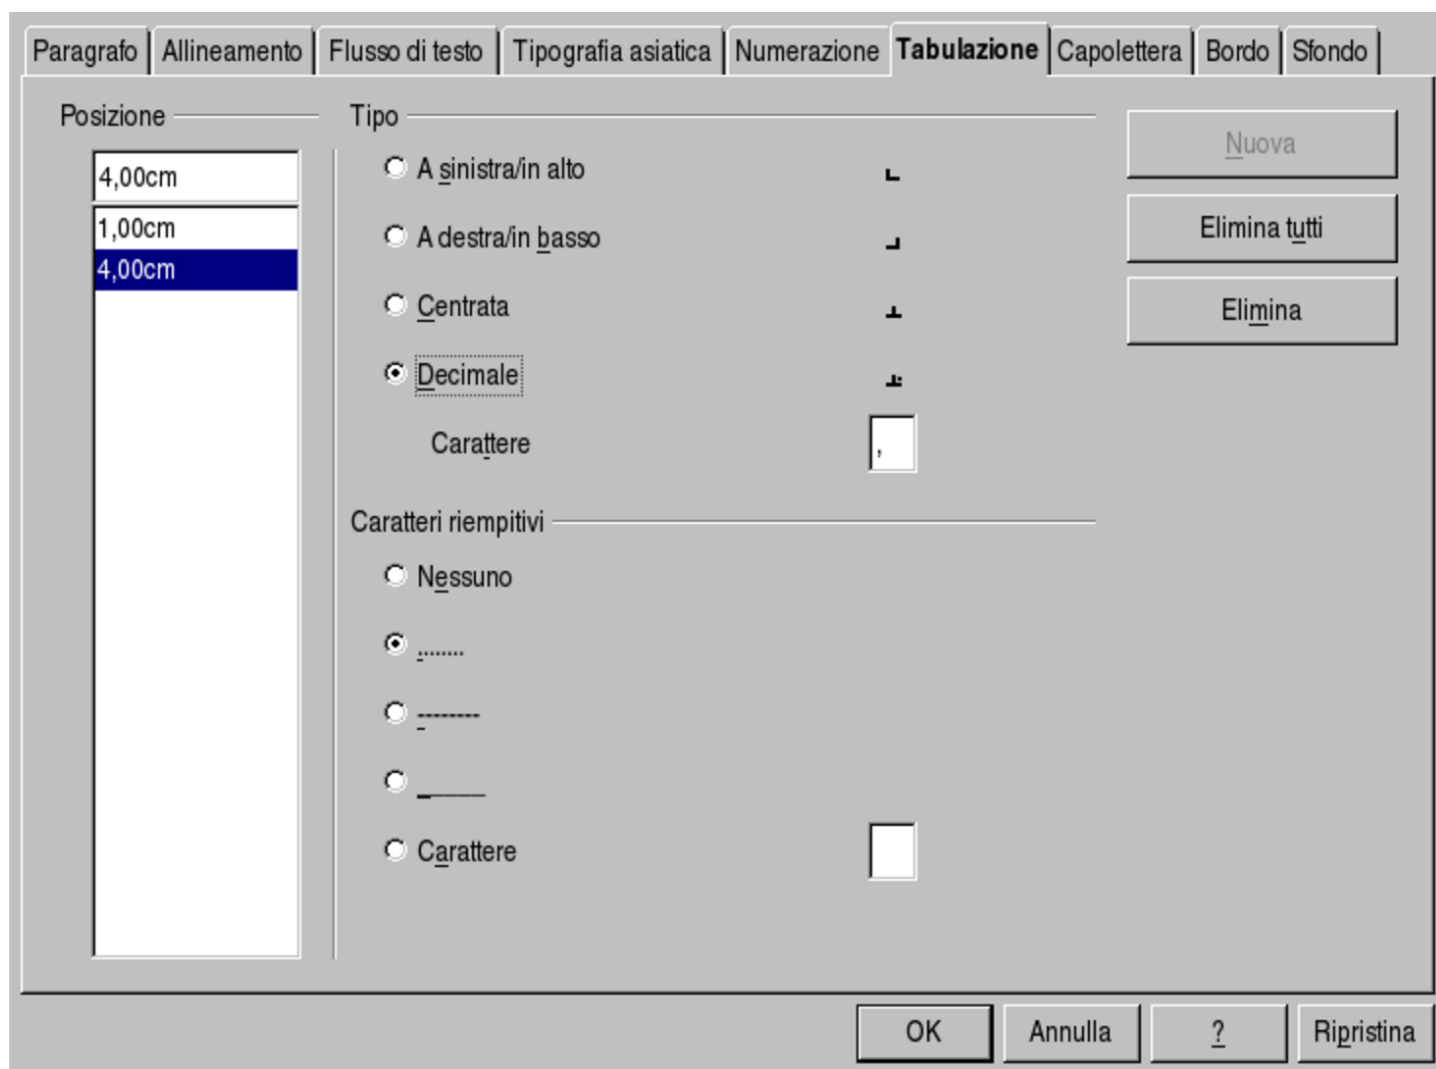 Paragrafo Allineamento Flusso di testo Tipografia asiatica Numerazione Tabulazione Capolettera Bordo Sfondo
Posizione
4,00cm
1,00cm
4,00cm
Tipo
A sinistra/in alto
A destra/in basso
Centrata
Decimale
Carattere ,
Caratteri riempitivi
Nessuno
........
--------
_____
Carattere
Nuova
Elimina tutti
Elimina
OK Annulla ? Ripristina